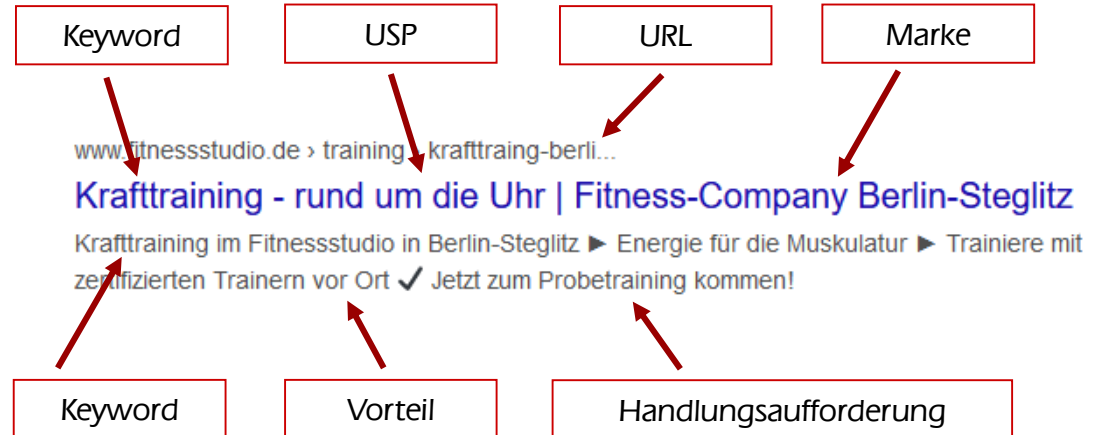 Keyword
USP
URL
Marke
www.fitnessstudio.de › training › krafttraing-berli...
Krafttraining - rund um die Uhr | Fitness-Company Berlin-Steglitz
Krafttraining im Fitnessstudio in Berlin-Steglitz ► Energie für die Muskulatur ► Trainiere mit
zertifizierten Trainern vor Ort ✓ Jetzt zum Probetraining kommen!
Keyword
Vorteil
Handlungsaufforderung